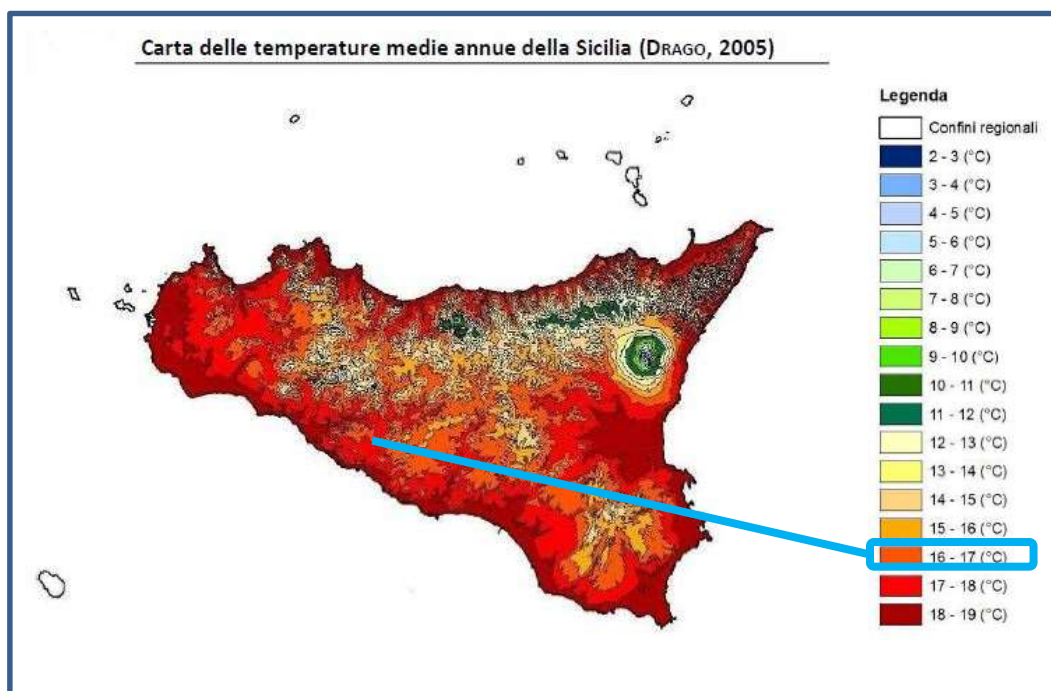 Carta delle temperature medie annue della Sicilia (DRAGO, 2005)
Legenda
Confini regionali
2 - 3 (°C)
3 - 4 (°C)
4 - 5 (°C)
5 - 6 (°C)
6 - 7 (°C)
7 - 8 (°C)
8 - 9 (°C)
9 - 10 (°C)
10 - 11 (°C)
11 - 12 (°C)
12 - 13 (°C)
13 - 14 (°C)
14 - 15 (°C)
15 - 16 (°C)
16 - 17 (°C)
17 - 18 (°C)
18 - 19 (°C)